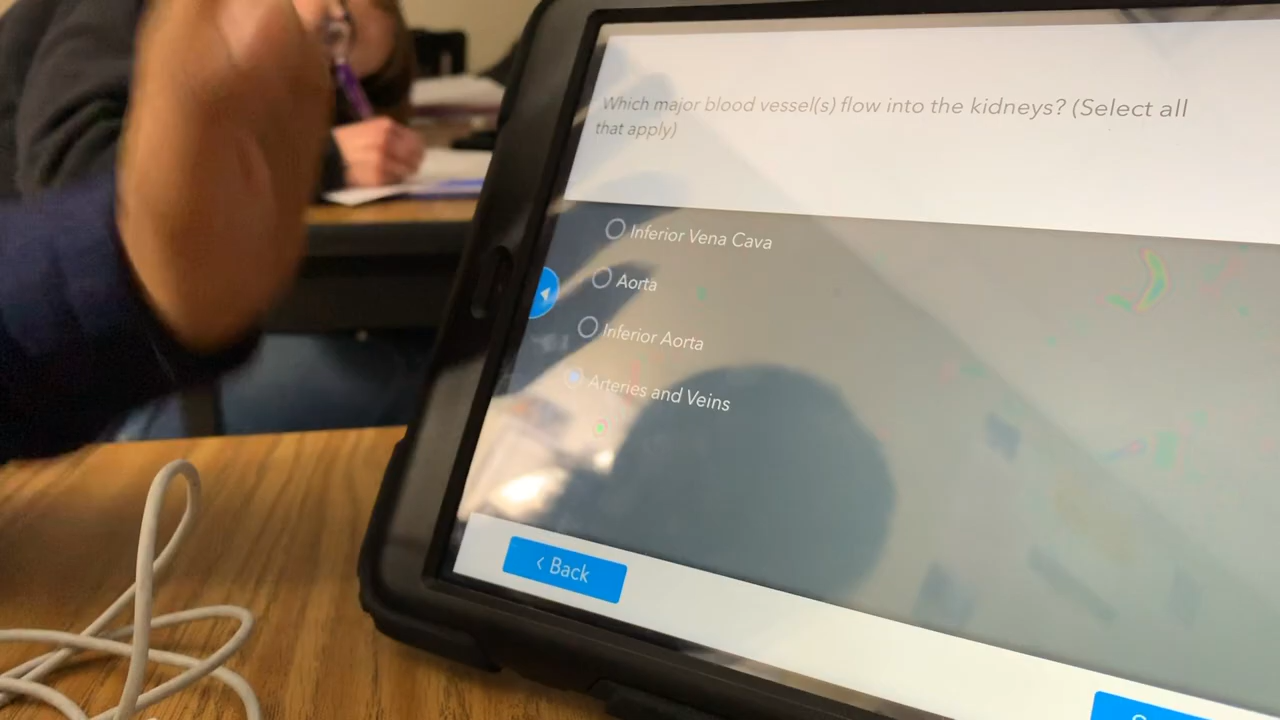 Which major blood vessel(s) flow into the kidneys? (Select all
that apply)
Inferior Vena Cava
Aorta
Inferior Aorta
Arteries and Veins
< Back